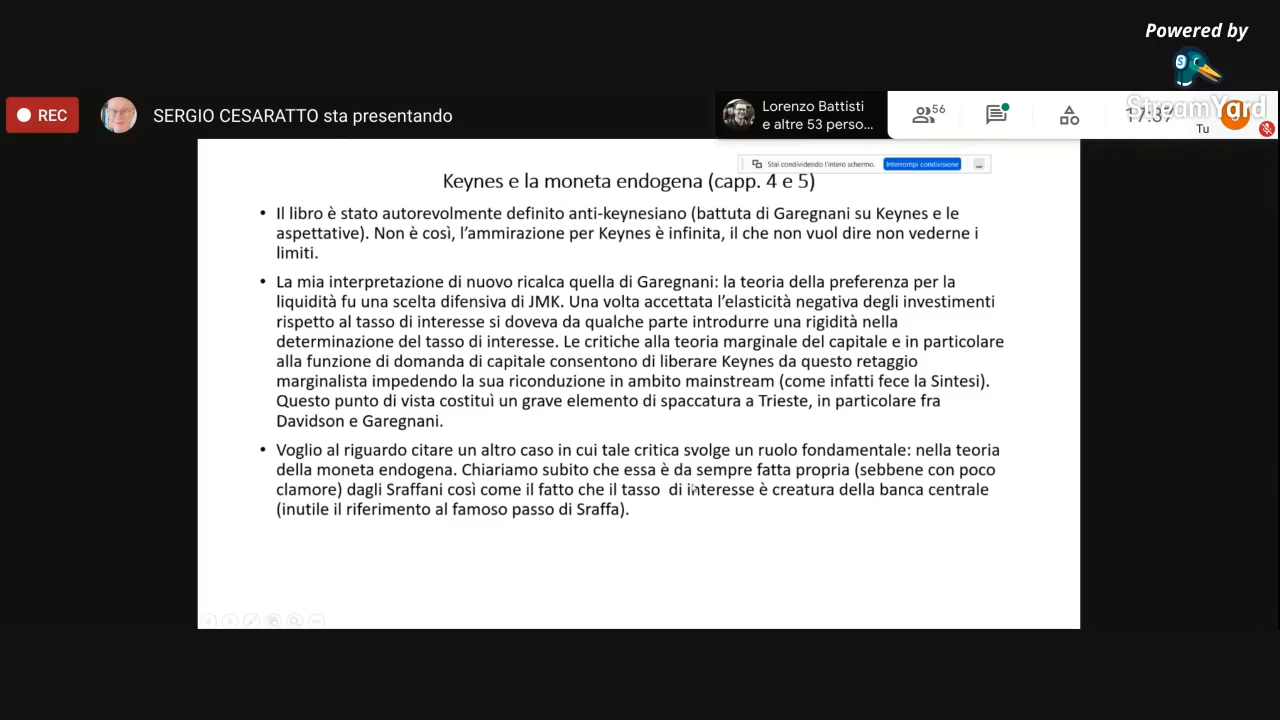 Powered by
S
StreamYard
REC
SERGIO CESARATTO sta presentando
Lorenzo Battisti
e altre 53 perso...
56
17:37
Tu
Stai condividendo l'intero schermo.
Interrompi condivisione
Keynes e la moneta endogena (capp. 4 e 5)
• Il libro è stato autorevolmente definito anti-keynesiano (battuta di Garegnani su Keynes e le
aspettative). Non è così, l'ammirazione per Keynes è infinita, il che non vuol dire non vederne i
limiti.
• La mia interpretazione di nuovo ricalca quella di Garegnani: la teoria della preferenza per la
liquidità fu una scelta difensiva di JMK. Una volta accettata l'elasticità negativa degli investimenti
rispetto al tasso di interesse si doveva da qualche parte introdurre una rigidità nella
determinazione del tasso di interesse. Le critiche alla teoria marginale del capitale e in particolare
alla funzione di domanda di capitale consentono di liberare Keynes da questo retaggio
marginalista impedendo la sua riconduzione in ambito mainstream (come infatti fece la Sintesi).
Questo punto di vista costituì un grave elemento di spaccatura a Trieste, in particolare fra
Davidson e Garegnani.
• Voglio al riguardo citare un altro caso in cui tale critica svolge un ruolo fondamentale: nella teoria
della moneta endogena. Chiariamo subito che essa è da sempre fatta propria (sebbene con poco
clamore) dagli Sraffani così come il fatto che il tasso di interesse è creatura della banca centrale
(inutile il riferimento al famoso passo di Sraffa).